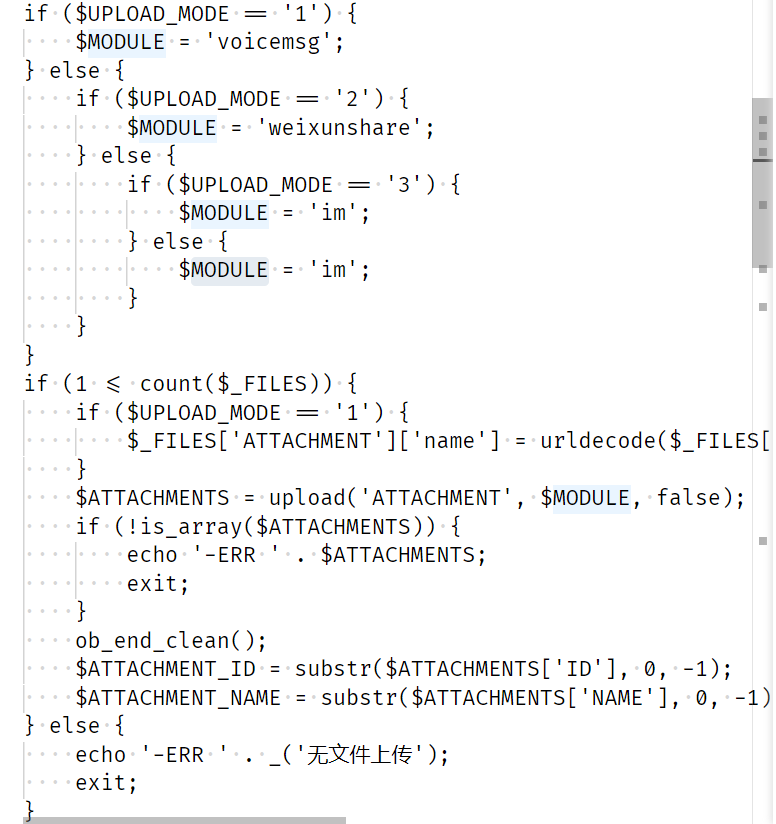 if ($UPLOAD_MODE == '1') {
    $MODULE = 'voicemsg';
} else {
    if ($UPLOAD_MODE == '2') {
        $MODULE = 'weixunshare';
    } else {
        if ($UPLOAD_MODE == '3') {
            $MODULE = 'im';
        } else {
            $MODULE = 'im';
        }
    }
}
if (1 <= count($_FILES)) {
    if ($UPLOAD_MODE == '1') {
        $_FILES['ATTACHMENT']['name'] = urldecode($_FILES[
    }
    $ATTACHMENTS = upload('ATTACHMENT', $MODULE, false);
    if (!is_array($ATTACHMENTS)) {
        echo '-ERR ' . $ATTACHMENTS;
        exit;
    }
    ob_end_clean();
    $ATTACHMENT_ID = substr($ATTACHMENTS['ID'], 0, -1);
    $ATTACHMENT_NAME = substr($ATTACHMENTS['NAME'], 0, -1)
} else {
    echo '-ERR ' . _('无文件上传');
    exit;
}